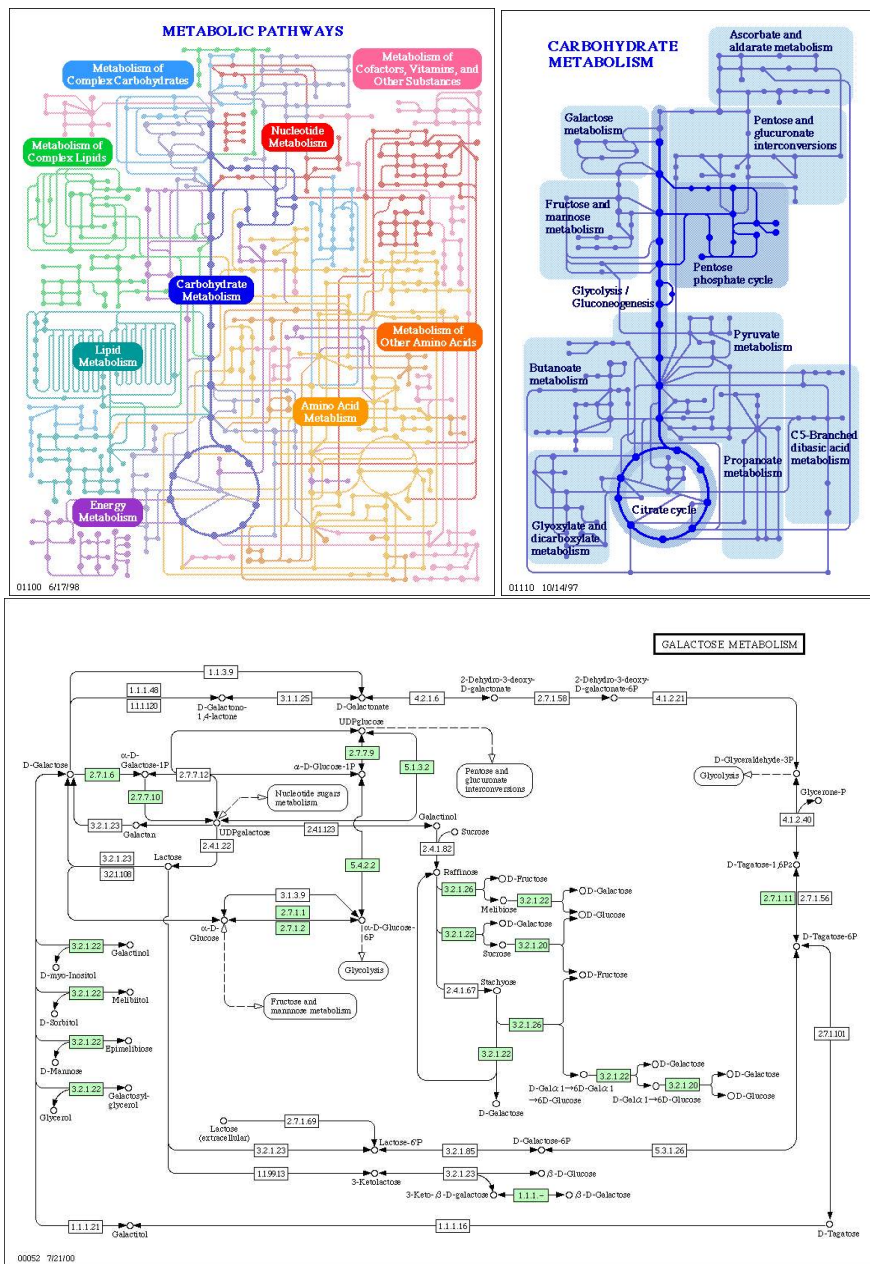 METABOLIC PATHWAYS
Metabolism of
Complex Carbohydrates
Metabolism of
Cofactors, Vitamins, and
Other Substances
Nucleotide
Metabolism
Metabolism of
Complex Lipids
Carbohydrate
Metabolism
Lipid
Metabolism
Metabolism of
Other Amino Acids
Amino Acid
Metablism
Energy
Metabolism
01100 6/17/98
CARBOHYDRATE
METABOLISM
Ascorbate and
aldarate metabolism
Galactose
metabolism
Pentose and
glucuronate
interconversions
Fructose and
mannose
metabolism
Pentose
phosphate cycle
Glycolysis /
Gluconeogenesis
Pyruvate
metabolism
Butanoate
metabolism
C5-Branched
dibasic acid
metabolism
Propanoate
metabolism
Citrate cycle
Glyoxylate and
dicarboxylate
metabolism
01110 10/14/97
GALACTOSE METABOLISM
1.1.3.9
1.1.1.48
1.1.1.120
D-Galactono-
1,4-lactone
3.1.1.25
D-Galactonate
4.2.1.6
2-Dehydro-3-deoxy-
D-galactonate
2.7.1.58
2-Dehydro-3-deoxy-
D-galactonate-6P
4.1.2.21
UDPglucose
D-Galactose
2.7.1.6
α-D-
Galactose-1P
2.7.7.12
α-D-Glucose-1P
2.7.7.9
5.1.3.2
Pentose and
glucuronate
interconversions
D-Glyceraldehyde-3P
Glycolysis
Glycerone-P
2.7.7.10
Nucleotide sugars
metabolism
3.2.1.23
Galactan
UDPgalactose
2.4.1.123
Galactinol
Sucrose
4.1.2.40
2.4.1.22
2.4.1.82
3.2.1.23
3.2.1.108
Lactose
5.4.2.2
Raffinose
D-Tagatose-1,6P2
3.2.1.26
D-Fructose
Melibiose
3.2.1.22
D-Galactose
D-Glucose
2.7.1.11
2.7.1.56
3.1.3.9
2.7.1.1
2.7.1.2
α-D-
Glucose
α-D-Glucose-
6P
3.2.1.22
D-Galactose
Sucrose
3.2.1.20
D-Fructose
D-Tagatose-6P
Glycolysis
3.2.1.22
Galactinol
D-myo-Inositol
3.2.1.22
Melibiitol
D-Sorbitol
Fructose and
mannnose metabolism
2.4.1.67
Stachyose
3.2.1.26
2.7.1.101
3.2.1.22
Epimelibiose
D-Mannose
3.2.1.22
3.2.1.22
D-Galactose
D-Galα1→6D-Galα1
→6D-Glucose
D-Galα1→6D-Glucose
3.2.1.20
D-Galactose
D-Glucose
3.2.1.22
Galactosyl-
glycerol
Glycerol
D-Galactose
Lactose
(extracellular)
2.7.1.69
3.2.1.23
Lactose-6'P
3.2.1.85
D-Galactose-6P
5.3.1.26
1.1.99.13
3-Ketolactose
3.2.1.23
β-D-Glucose
3-Keto-β-D-galactose
1.1.1.-
β-D-Galactose
1.1.1.21
Galactitol
1.1.1.16
D-Tagatose
00052 7/21/00